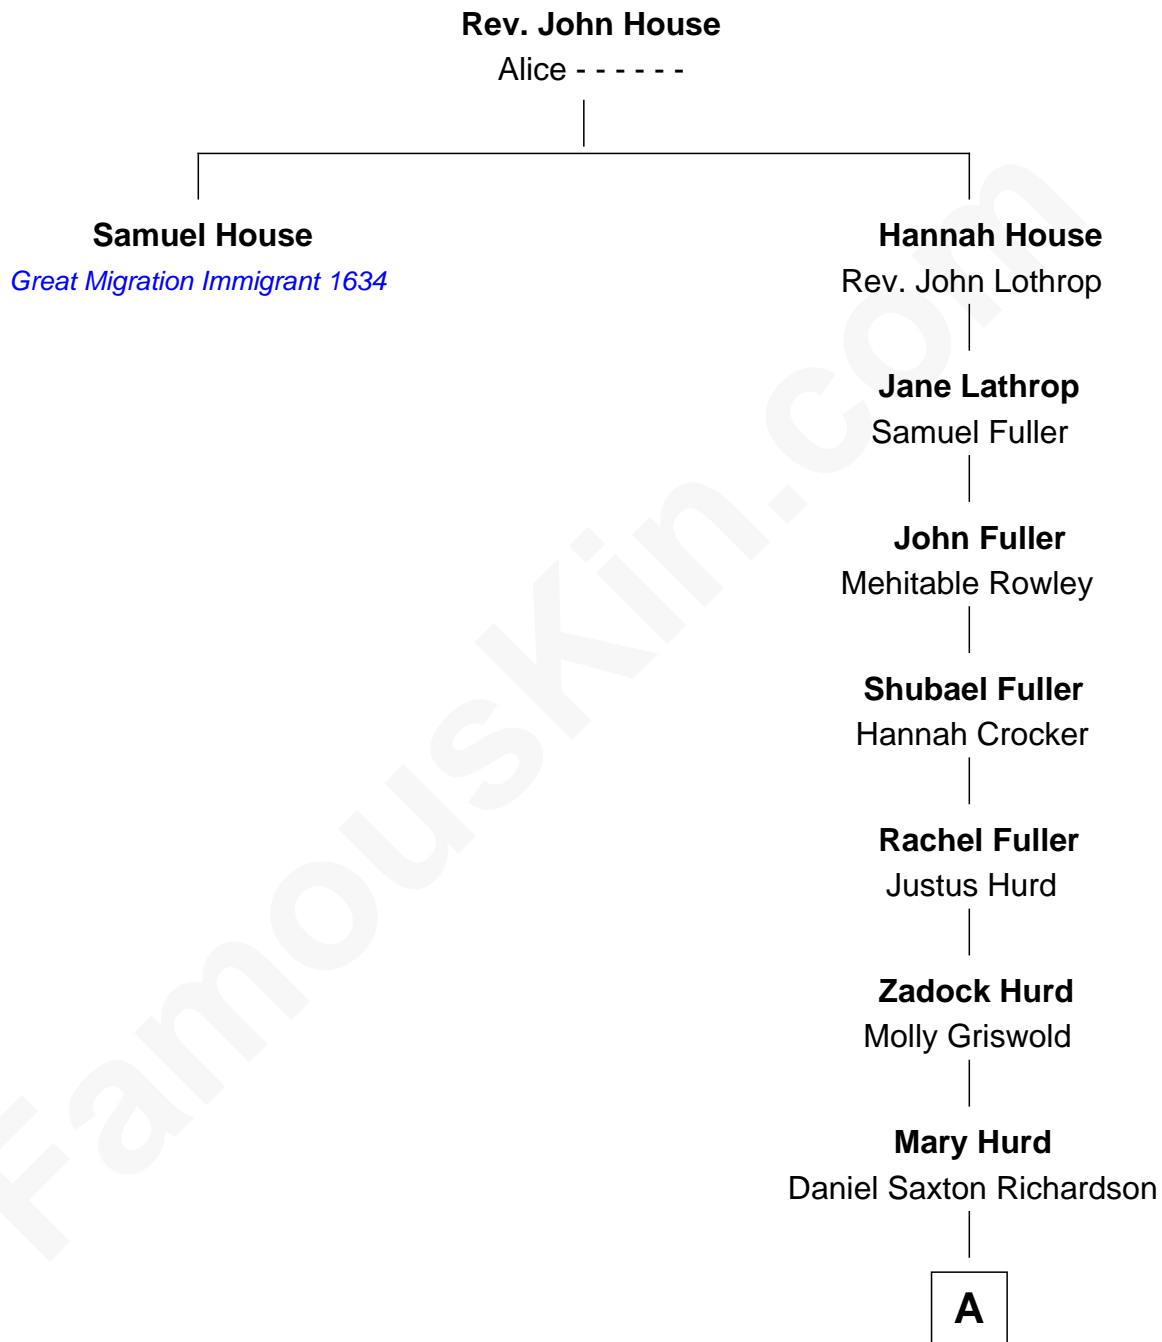 Rev. John House
Alice - - - - - -
Samuel House
Great Migration Immigrant 1634
Hannah House
Rev. John Lothrop
Jane Lathrop
Samuel Fuller
John Fuller
Mehitable Rowley
Shubael Fuller
Hannah Crocker
Rachel Fuller
Justus Hurd
Zadock Hurd
Molly Griswold
Mary Hurd
Daniel Saxton Richardson
A
FamousKin.com